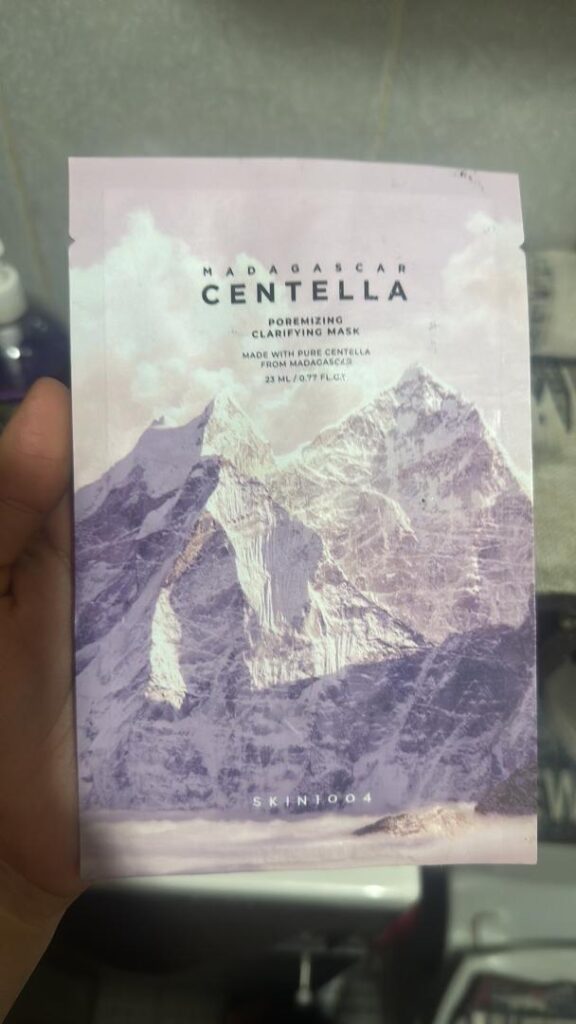 MADAGASCAR
CENTELLA
POREMIZING
CLARIFYING MASK
MADE WITH PURE CENTELLA
FROM MADAGASCAR
23 ML / 0.77 FL.OZ
SKIN1004